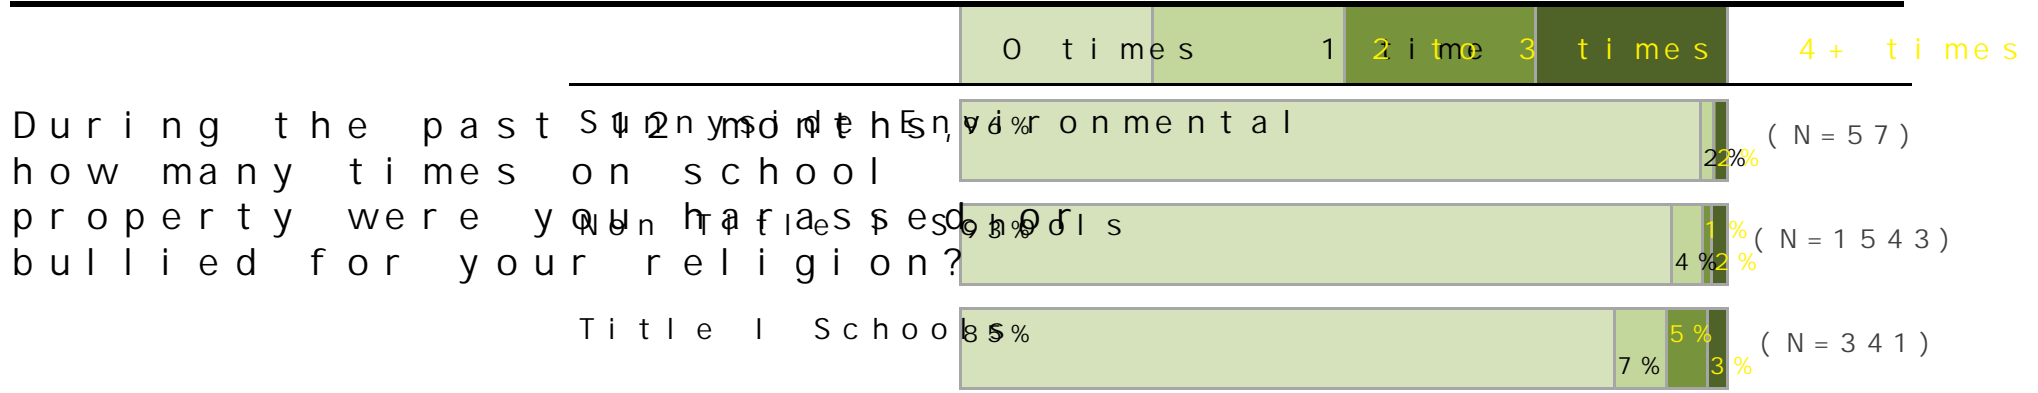 0 times 1 time 2 to 3 times 4+ times
During the past 12 months,
how many times on school
property were you harassed, or
bullied for your religion?
Sunnyside Environmental 96% 2% 2% (N=57)
Non Title I Schools 93% 4% 1% 2% (N=1543)
Title I Schools 85% 7% 5% 3% (N=341)